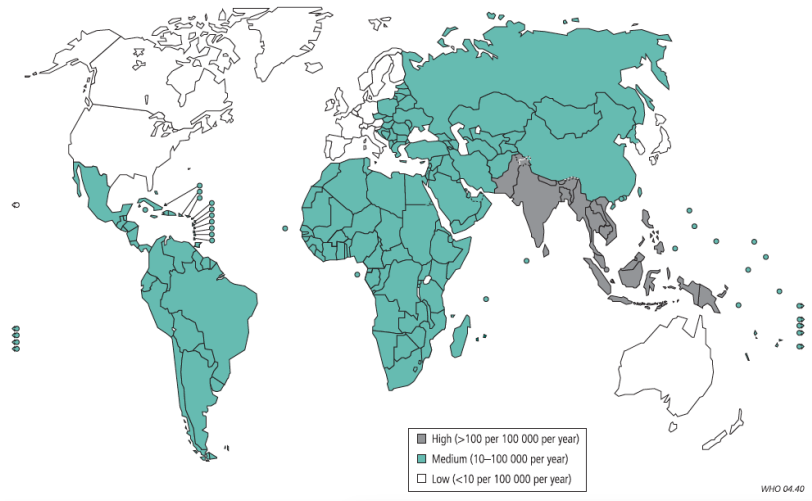 High (>100 per 100 000 per year)
Medium (10–100 000 per year)
Low (<10 per 100 000 per year)
WHO 04.40